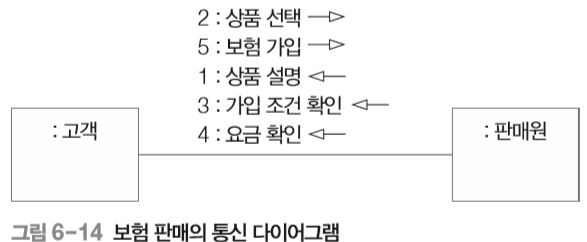 2 : 상품 선택
5 : 보험 가입
1 : 상품 설명
3 : 가입 조건 확인
4 : 요금 확인
: 고객
: 판매원
그림 6-14 보험 판매의 통신 다이어그램